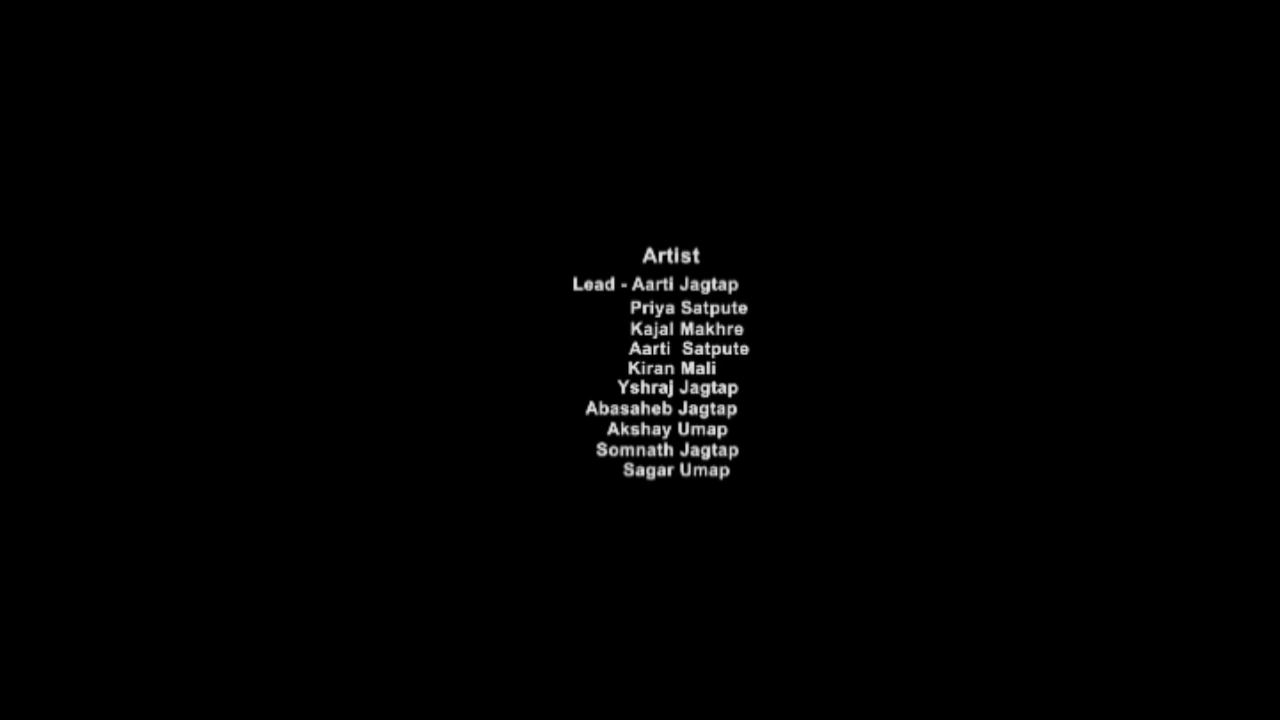 Artist
Lead - Aarti Jagtap
Priya Satpute
Kajal Makhre
Aarti Satpute
Kiran Mali
Yshraj Jagtap
Abasaheb Jagtap
Akshay Umap
Somnath Jagtap
Sagar Umap